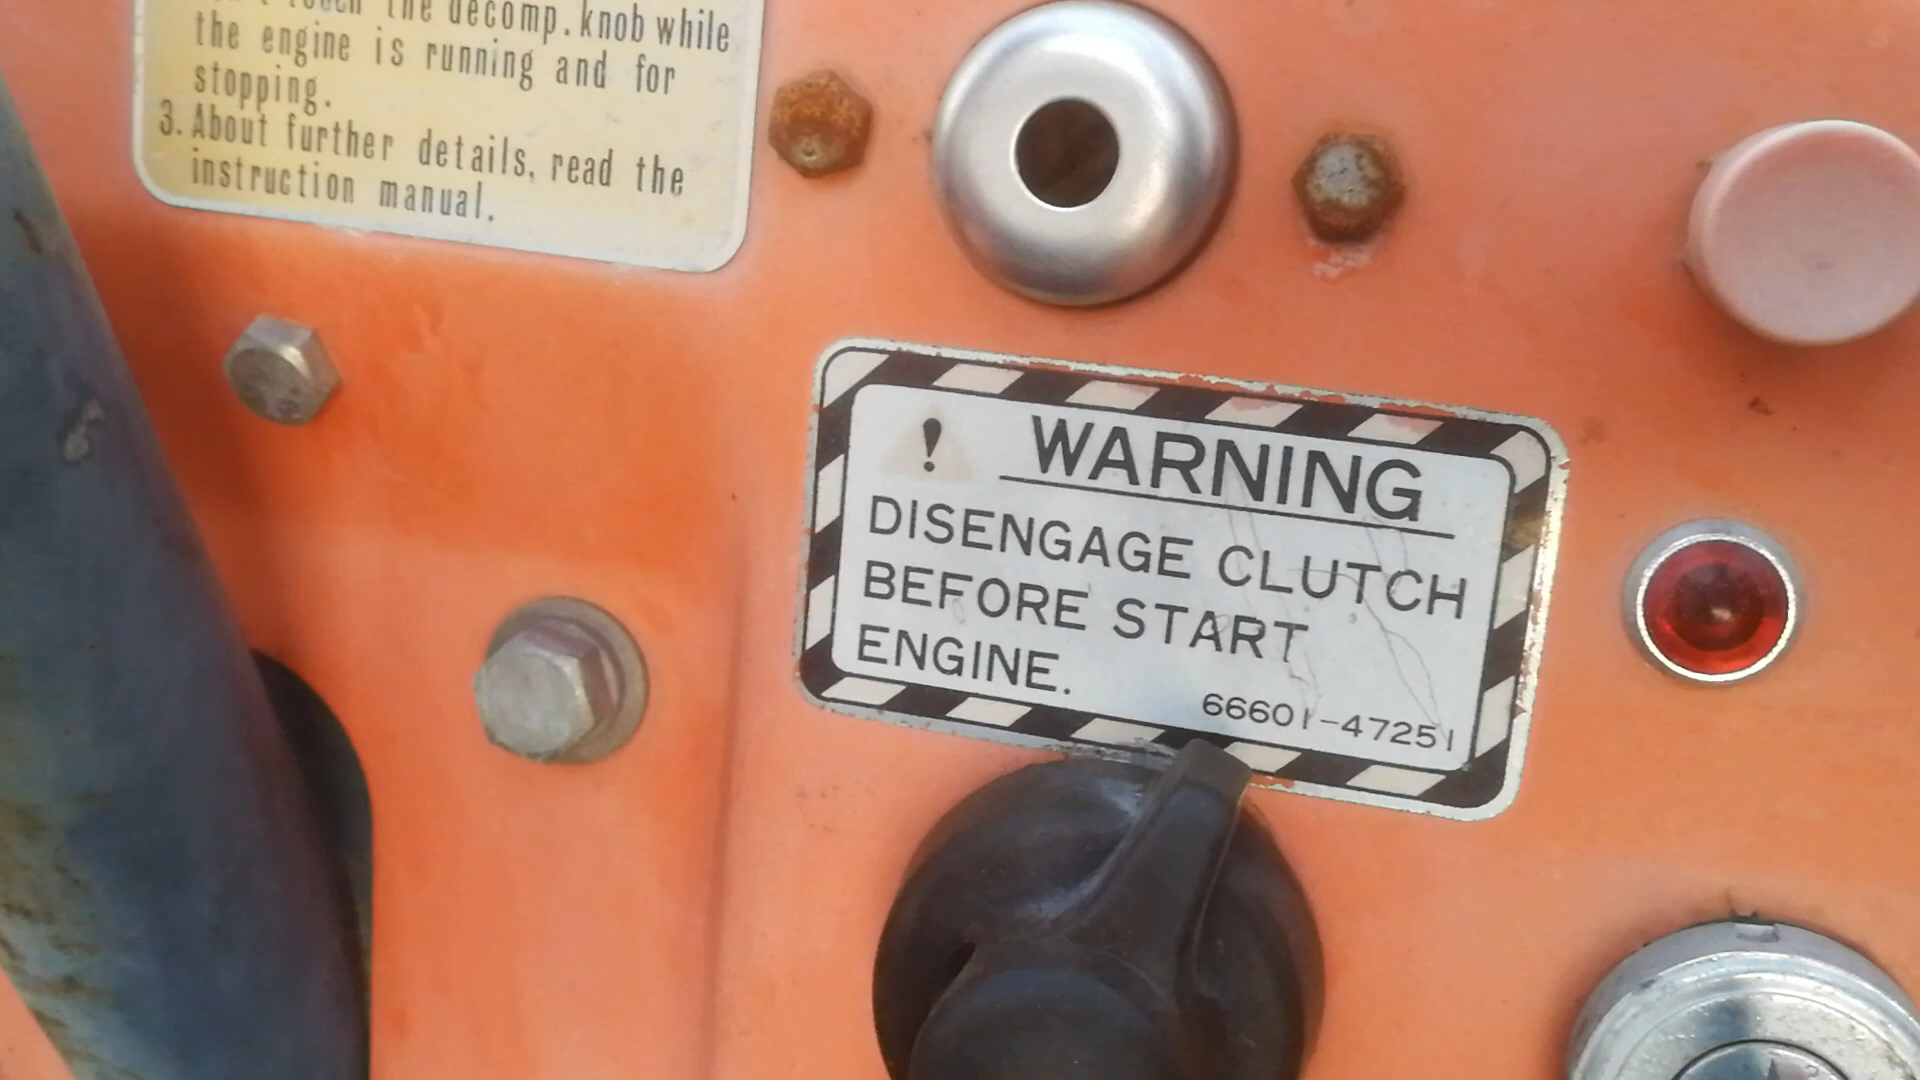 touch the decomp. knob while
the engine is running and for
stopping.
3. About further details, read the
instruction manual.
! WARNING
DISENGAGE CLUTCH
BEFORE START
ENGINE.
66601-47251